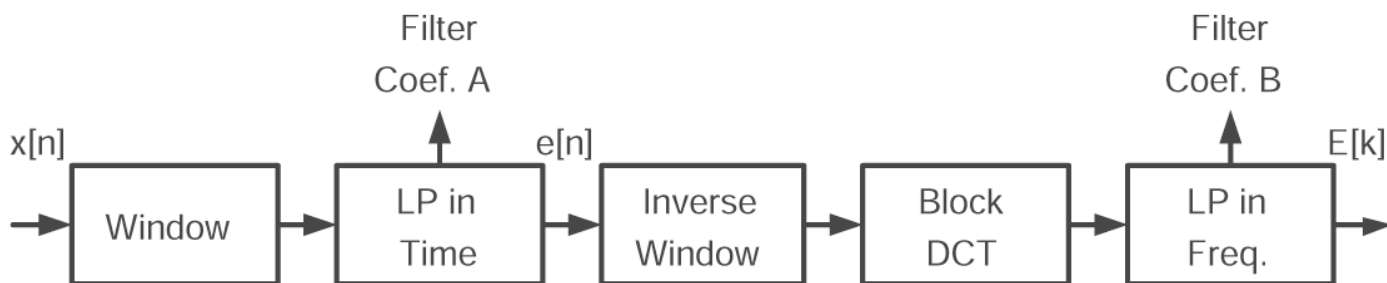 Filter
Coef. A
Filter
Coef. B
x[n]
e[n]
E[k]
Window
LP in
Time
Inverse
Window
Block
DCT
LP in
Freq.